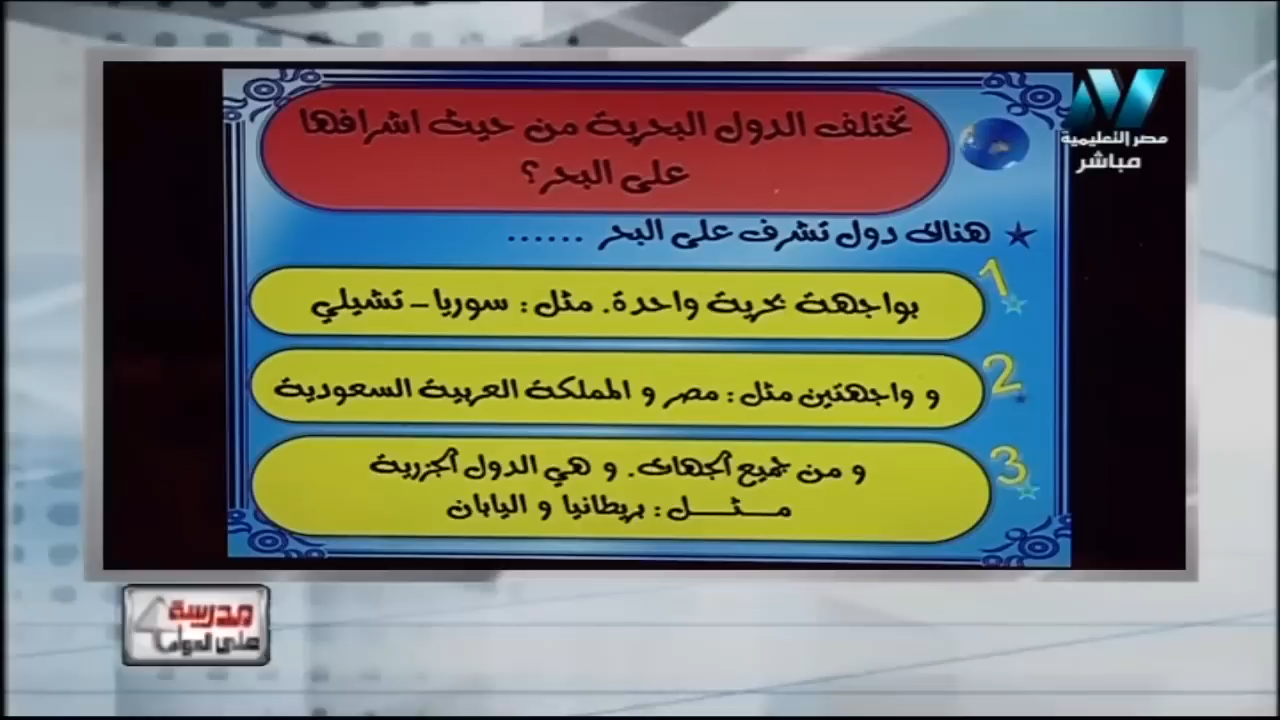 تختلف الدول البحرية من حيث اشرافها
على البحر؟
مصر التعليمية
مباشر
هناك دول تشرف على البحر ......
1
بواجهة بحرية واحدة. مثل: سوريا - تشيلي
2
و واجهتين مثل: مصر و المملكة العربية السعودية
3
و من جميع الجهات. و هي الدول الجزرية
مثــــل: بريطانيا و اليابان
مدرسة
على الهواء